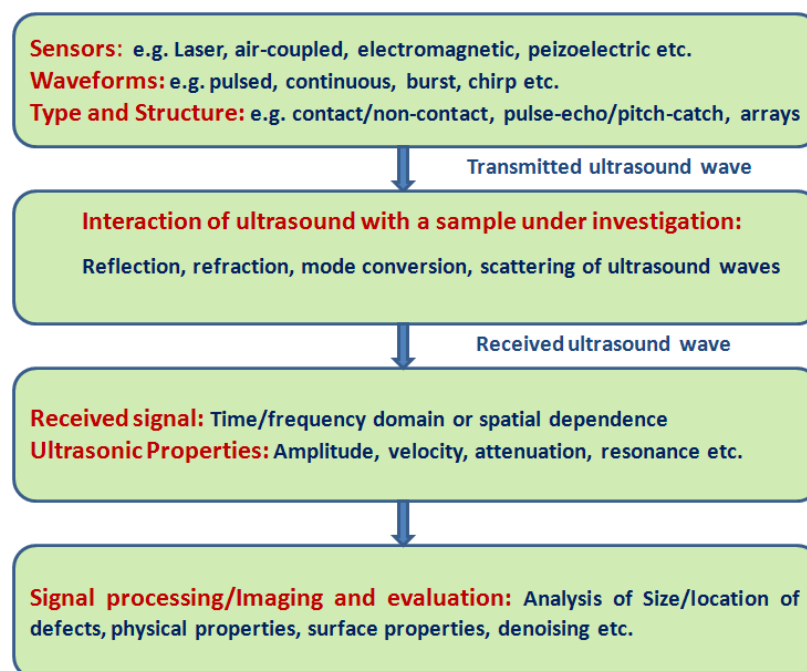 Sensors: e.g. Laser, air-coupled, electromagnetic, peizoelectric etc.
Waveforms: e.g. pulsed, continuous, burst, chirp etc.
Type and Structure: e.g. contact/non-contact, pulse-echo/pitch-catch, arrays
Transmitted ultrasound wave
Interaction of ultrasound with a sample under investigation:
Reflection, refraction, mode conversion, scattering of ultrasound waves
Received ultrasound wave
Received signal: Time/frequency domain or spatial dependence
Ultrasonic Properties: Amplitude, velocity, attenuation, resonance etc.
Signal processing/Imaging and evaluation: Analysis of Size/location of
defects, physical properties, surface properties, denoising etc.